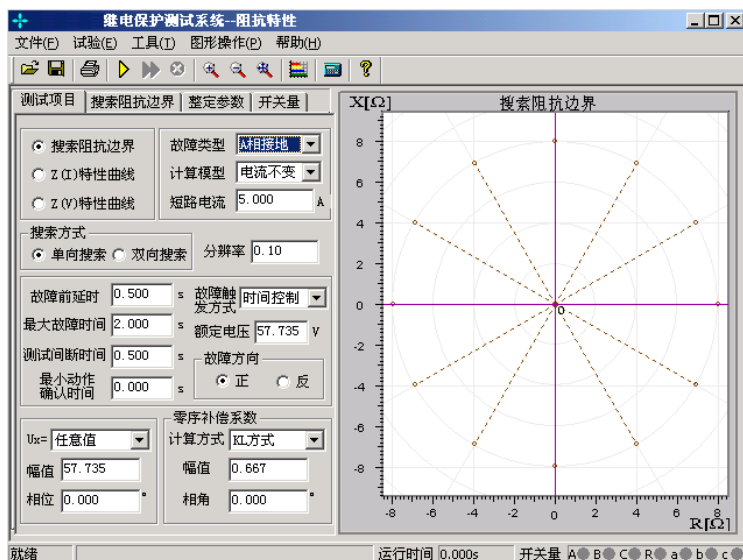 继电保护测试系统--阻抗特性
文件(F) 试验(E) 工具(T) 图形操作(P) 帮助(H)
测试项目 搜索阻抗边界 整定参数 开关量
搜索阻抗边界
Z(I)特性曲线
Z(V)特性曲线
故障类型 A相接地
计算模型 电流不变
短路电流 5.000 A
搜索方式
单向搜索 双向搜索
分辨率 0.10
故障前延时 0.500 s
最大故障时间 2.000 s
测试间断时间 0.500 s
最小动作
确认时间 0.000 s
故障触
发方式 时间控制
额定电压 57.735 V
故障方向
正 反
Ux= 任意值
幅值 57.735
相位 0.000 °
零序补偿系数
计算方式 KL方式
幅值 0.667
相角 0.000 °
X[Ω] 搜索阻抗边界
8
6
4
2
0
-2
-4
-6
-8
0
-8 -6 -4 -2 0 2 4 6 8
R[Ω]
就绪 运行时间 0.000s 开关量 A B C R a b c